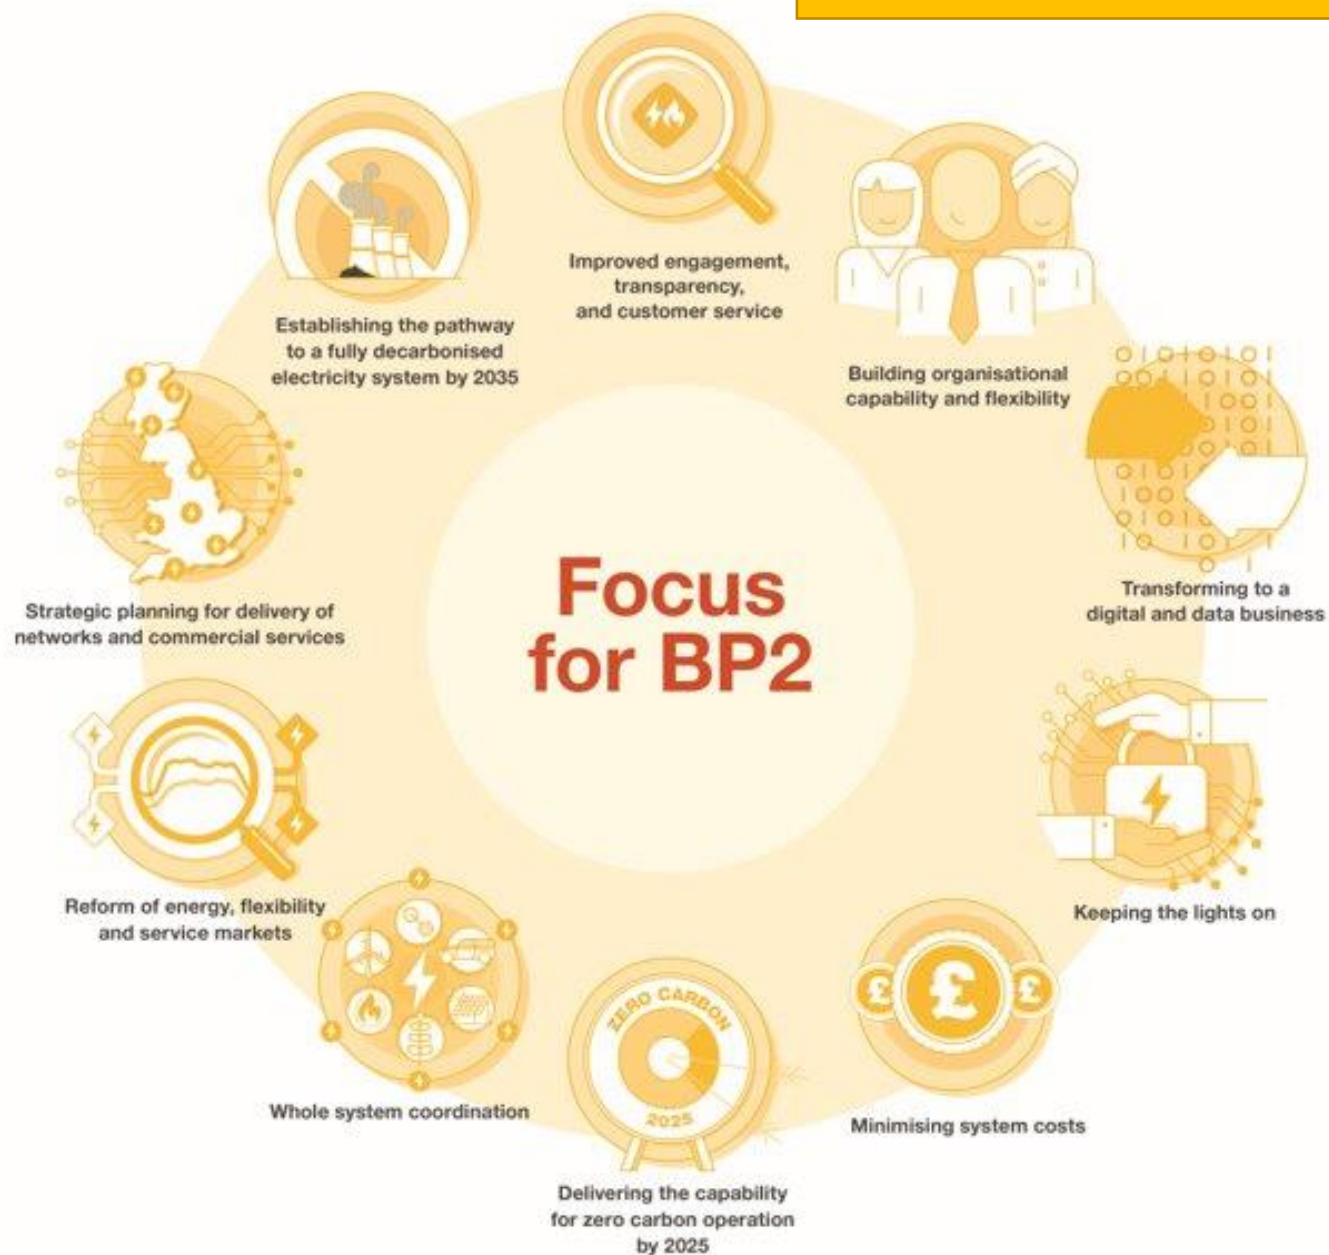 Focus
for BP2
Improved engagement,
transparency,
and customer service
Building organisational
capability and flexibility
Transforming to a
digital and data business
Keeping the lights on
£
£
£
Minimising system costs
ZERO CARBON
2025
Delivering the capability
for zero carbon operation
by 2025
Whole system coordination
Reform of energy, flexibility
and service markets
Strategic planning for delivery of
networks and commercial services
Establishing the pathway
to a fully decarbonised
electricity system by 2035